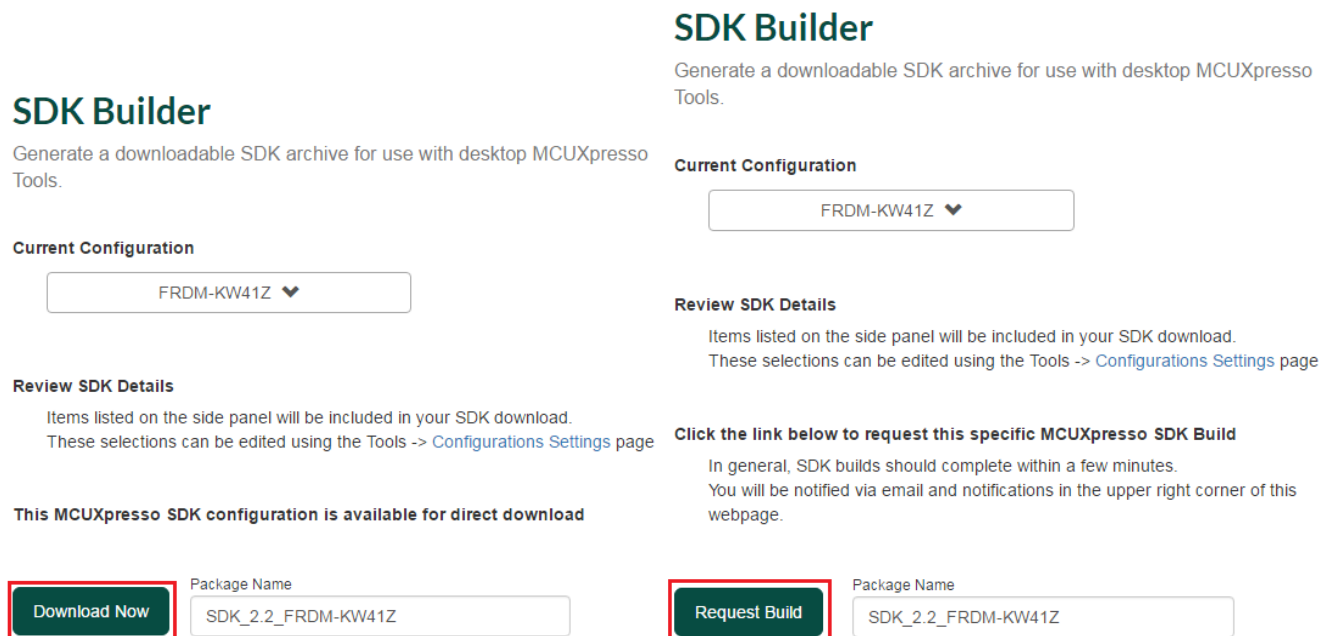 SDK Builder
Generate a downloadable SDK archive for use with desktop MCUXpresso
Tools.
Current Configuration
FRDM-KW41Z
Review SDK Details
Items listed on the side panel will be included in your SDK download.
These selections can be edited using the Tools -> Configurations Settings page
This MCUXpresso SDK configuration is available for direct download
Package Name
Download Now
SDK_2.2_FRDM-KW41Z
SDK Builder
Generate a downloadable SDK archive for use with desktop MCUXpresso
Tools.
Current Configuration
FRDM-KW41Z
Review SDK Details
Items listed on the side panel will be included in your SDK download.
These selections can be edited using the Tools -> Configurations Settings page
Click the link below to request this specific MCUXpresso SDK Build
In general, SDK builds should complete within a few minutes.
You will be notified via email and notifications in the upper right corner of this
webpage.
Package Name
Request Build
SDK_2.2_FRDM-KW41Z